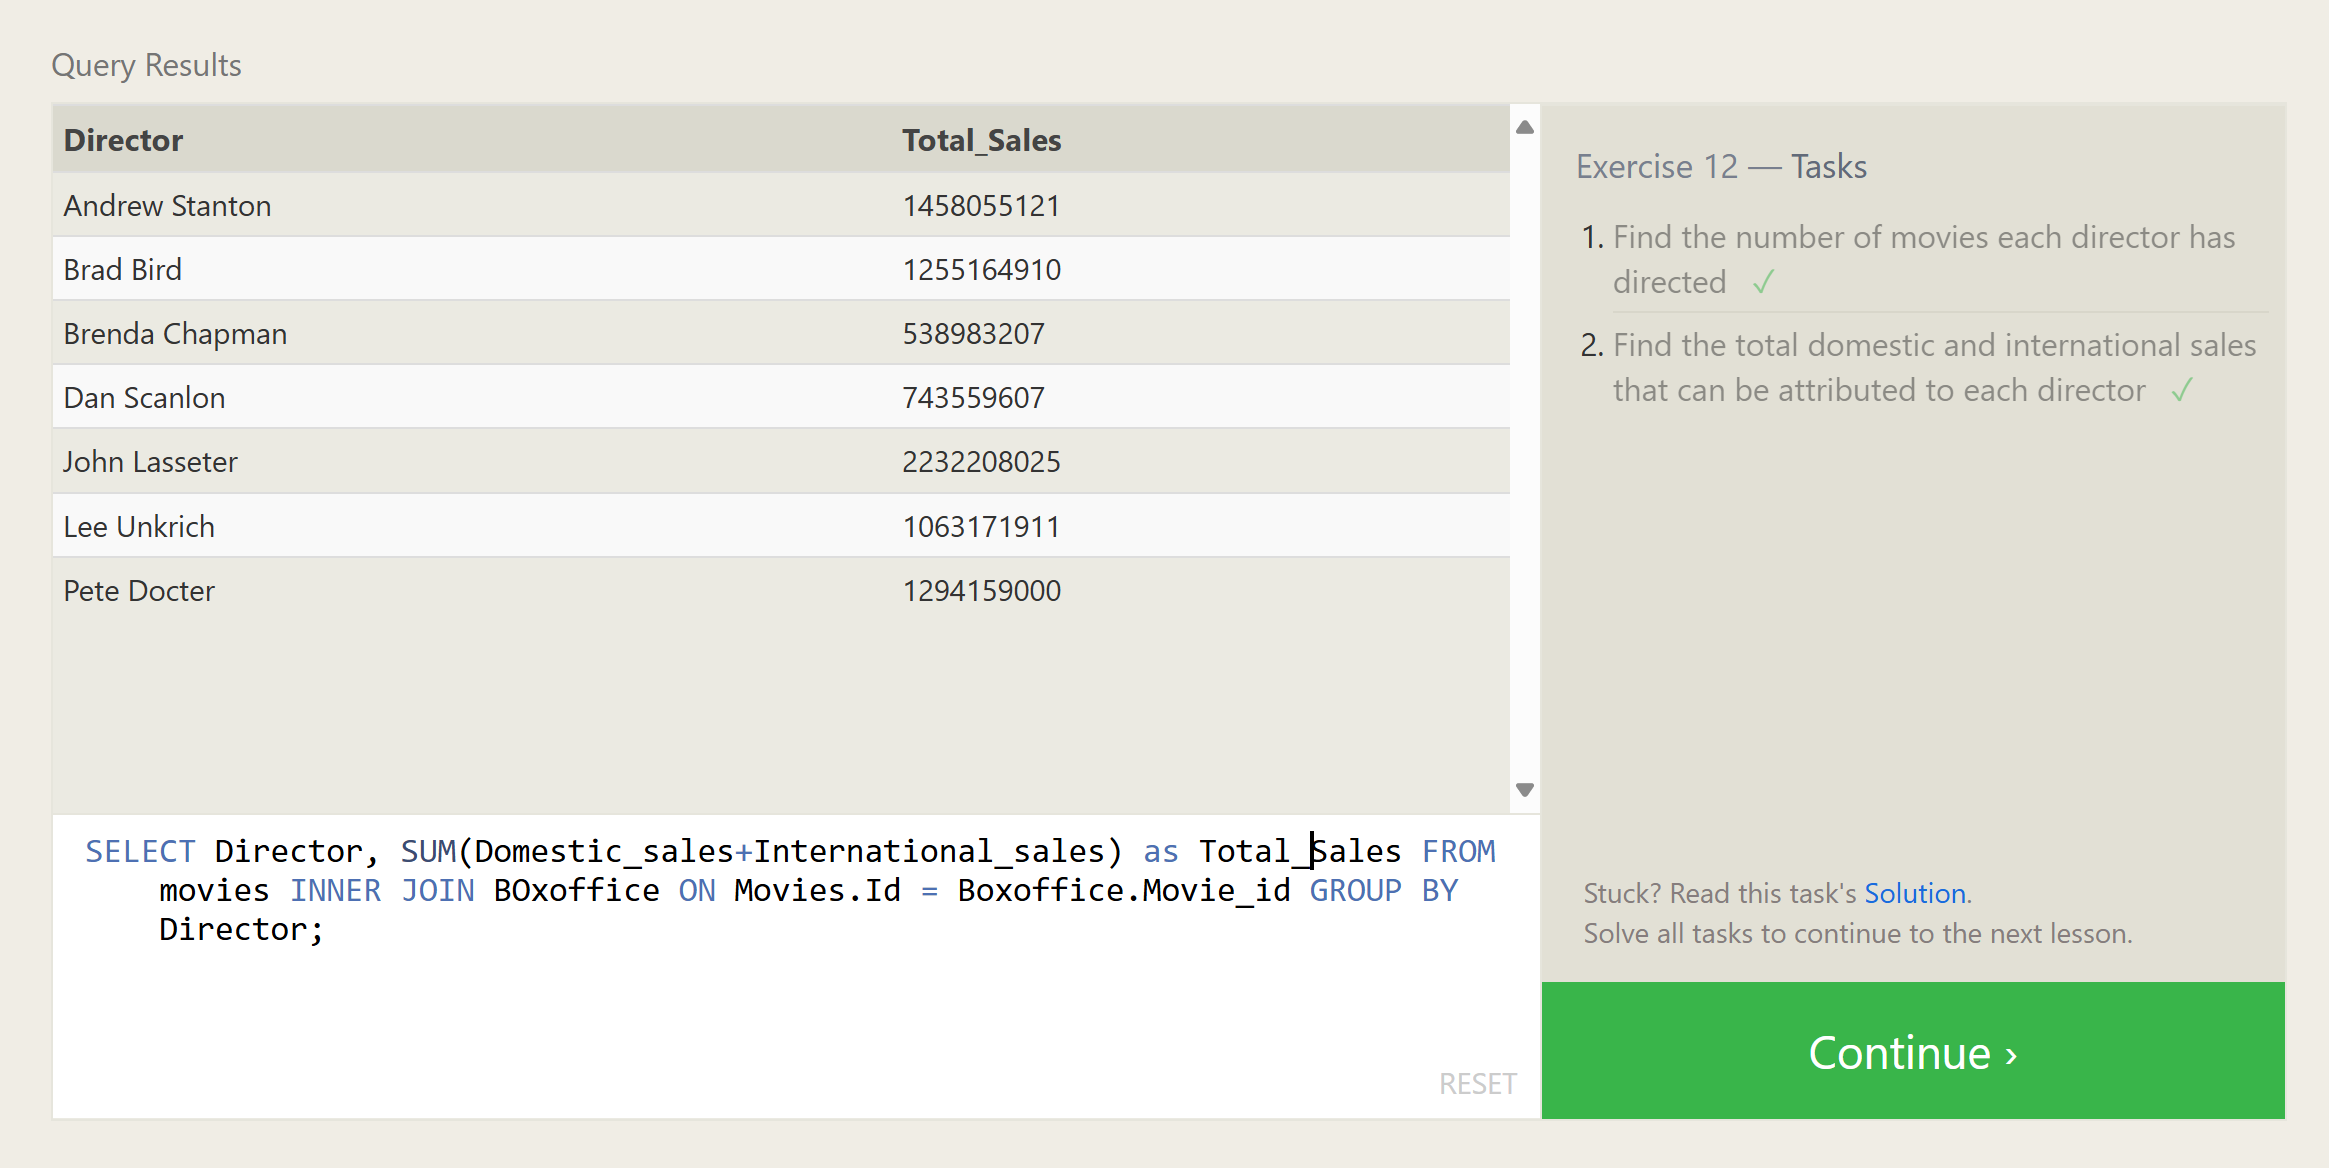 Query Results
Director Total_Sales
Andrew Stanton 1458055121
Brad Bird 1255164910
Brenda Chapman 538983207
Dan Scanlon 743559607
John Lasseter 2232208025
Lee Unkrich 1063171911
Pete Docter 1294159000
SELECT Director, SUM(Domestic_sales+International_sales) as Total_Sales FROM
movies INNER JOIN BOxoffice ON Movies.Id = Boxoffice.Movie_id GROUP BY
Director;
RESET
Exercise 12 — Tasks
1. Find the number of movies each director has
directed ✓
2. Find the total domestic and international sales
that can be attributed to each director ✓
Stuck? Read this task's Solution.
Solve all tasks to continue to the next lesson.
Continue ›